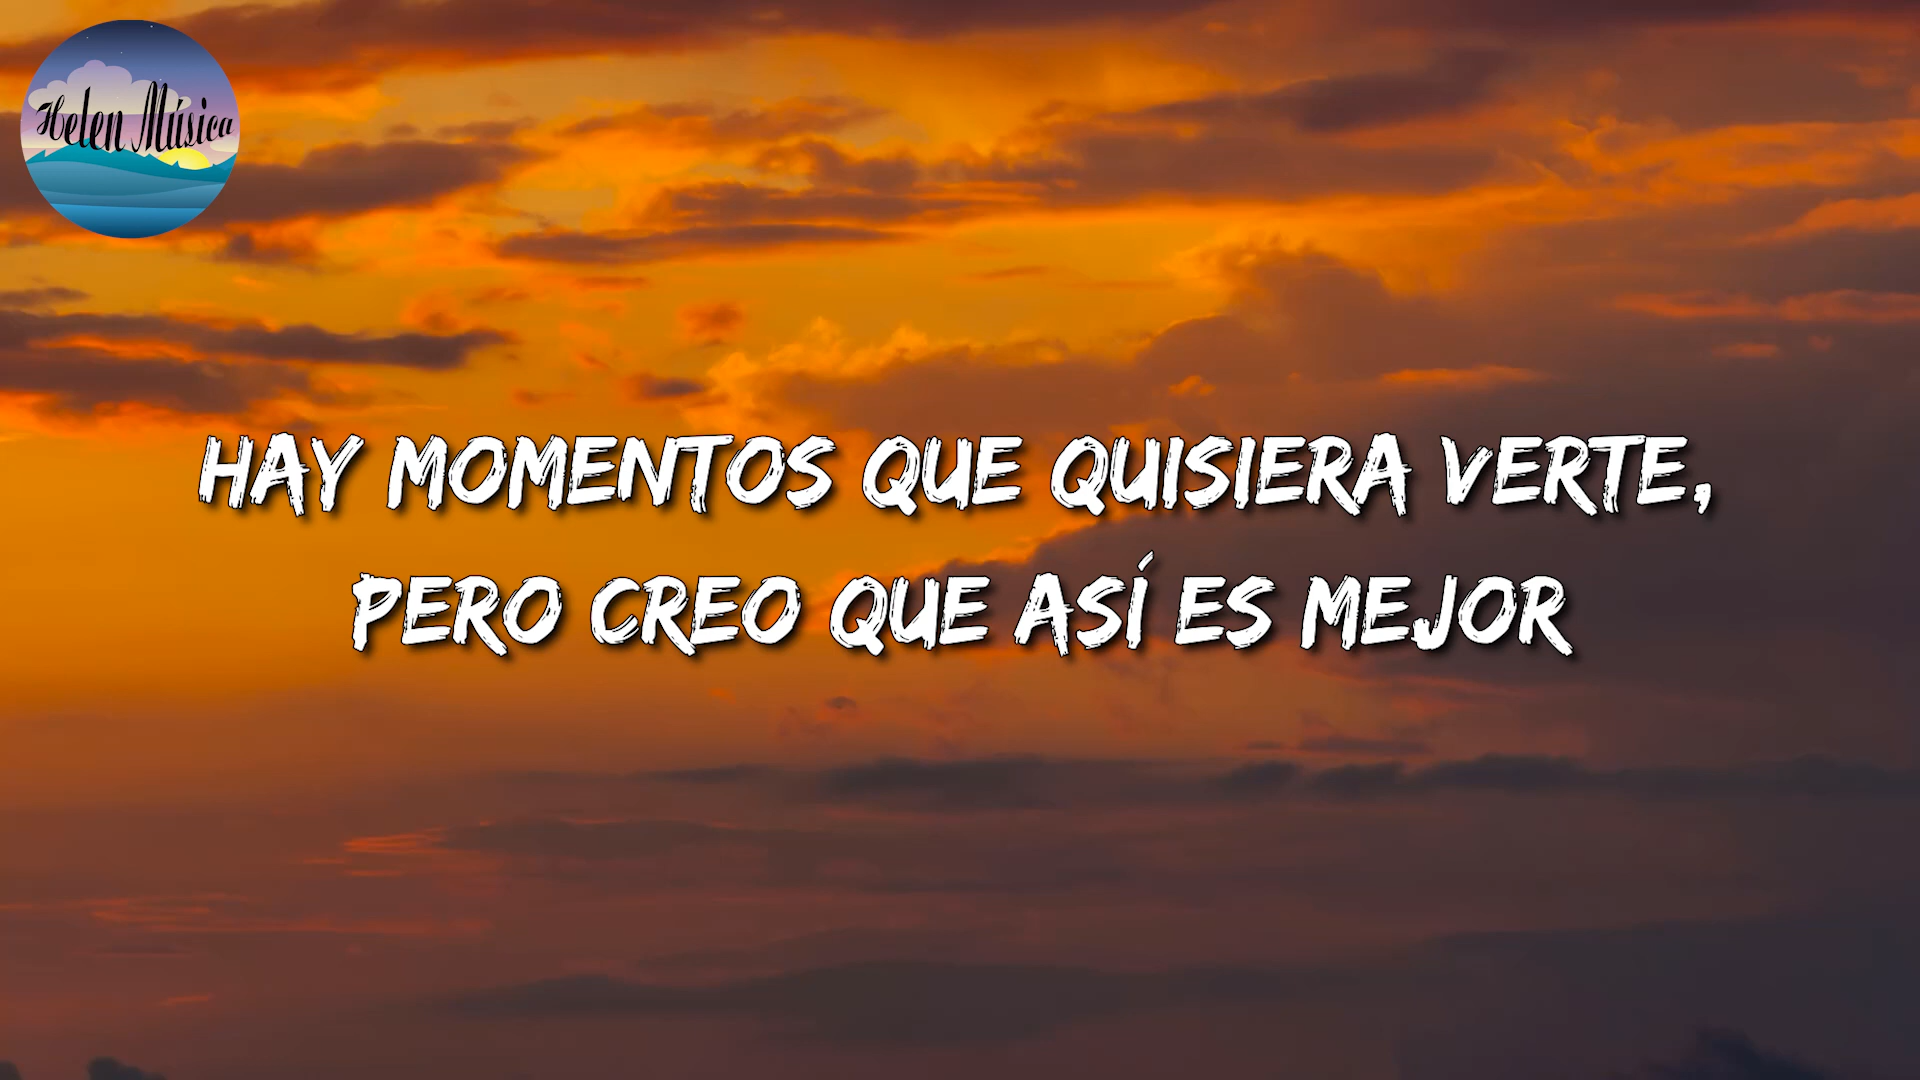 Helen Música
HAY MOMENTOS QUE QUISIERA VERTE,
PERO CREO QUE ASÍ ES MEJOR